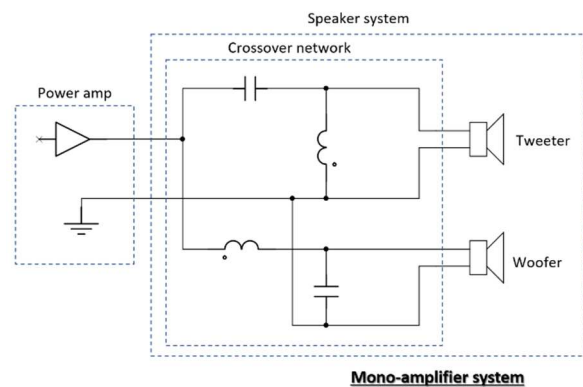 Speaker system
Crossover network
Power amp
Tweeter
Woofer
Mono-amplifier system